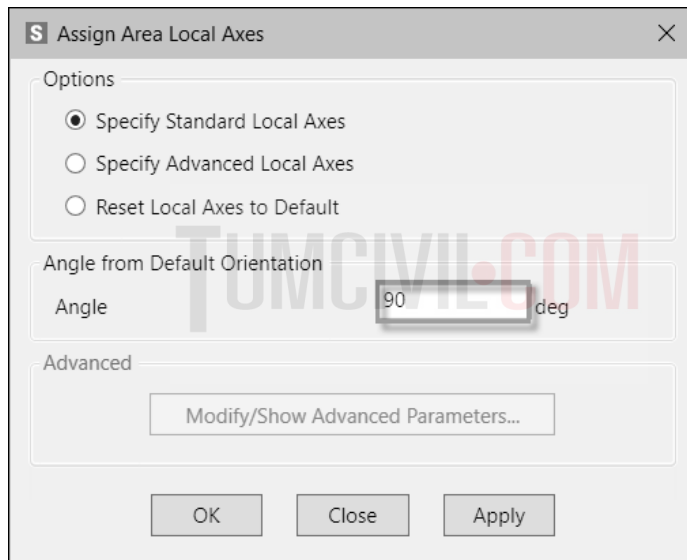 S Assign Area Local Axes
Options
Specify Standard Local Axes
Specify Advanced Local Axes
Reset Local Axes to Default
TUMCIVIL.COM
Angle from Default Orientation
Angle 90 deg
Advanced
Modify/Show Advanced Parameters...
OK Close Apply